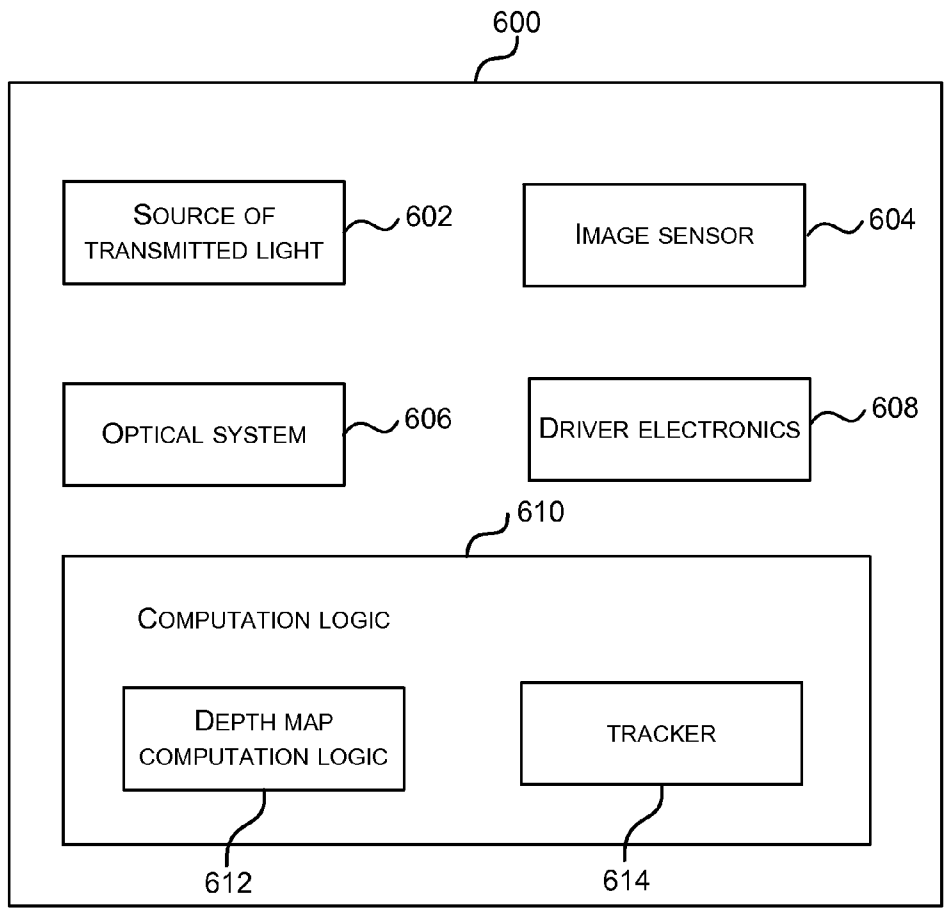 600
SOURCE OF
TRANSMITTED LIGHT
602
IMAGE SENSOR
604
OPTICAL SYSTEM
606
DRIVER ELECTRONICS
608
610
COMPUTATION LOGIC
DEPTH MAP
COMPUTATION LOGIC
TRACKER
612
614